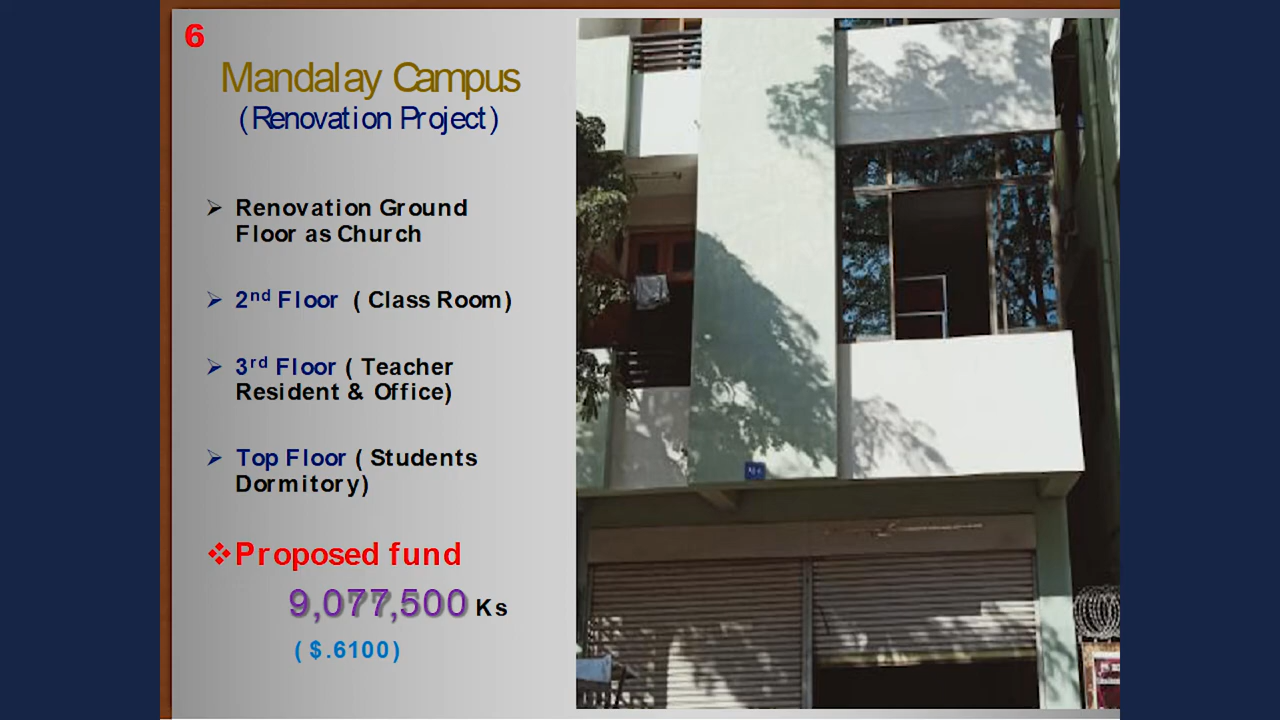 6
Mandalay Campus
(Renovation Project)
➢ Renovation Ground
Floor as Church
➢ 2nd Floor ( Class Room)
➢ 3rd Floor ( Teacher
Resident & Office)
➢ Top Floor ( Students
Dormitory)
❖Proposed fund
9,077,500 Ks
( $.6100)